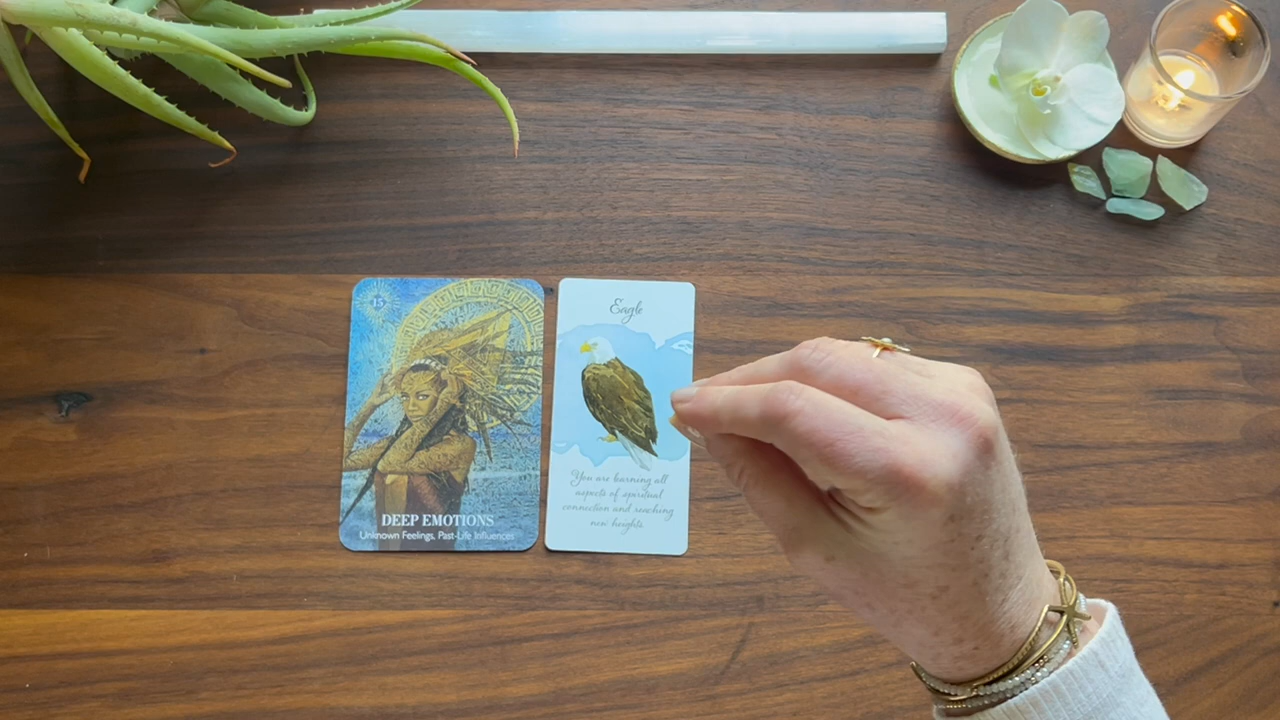 15
DEEP EMOTIONS
Unknown Feelings, Past-Life Influences
Eagle
You are learning all
aspects of spiritual
connection and reaching
new heights.